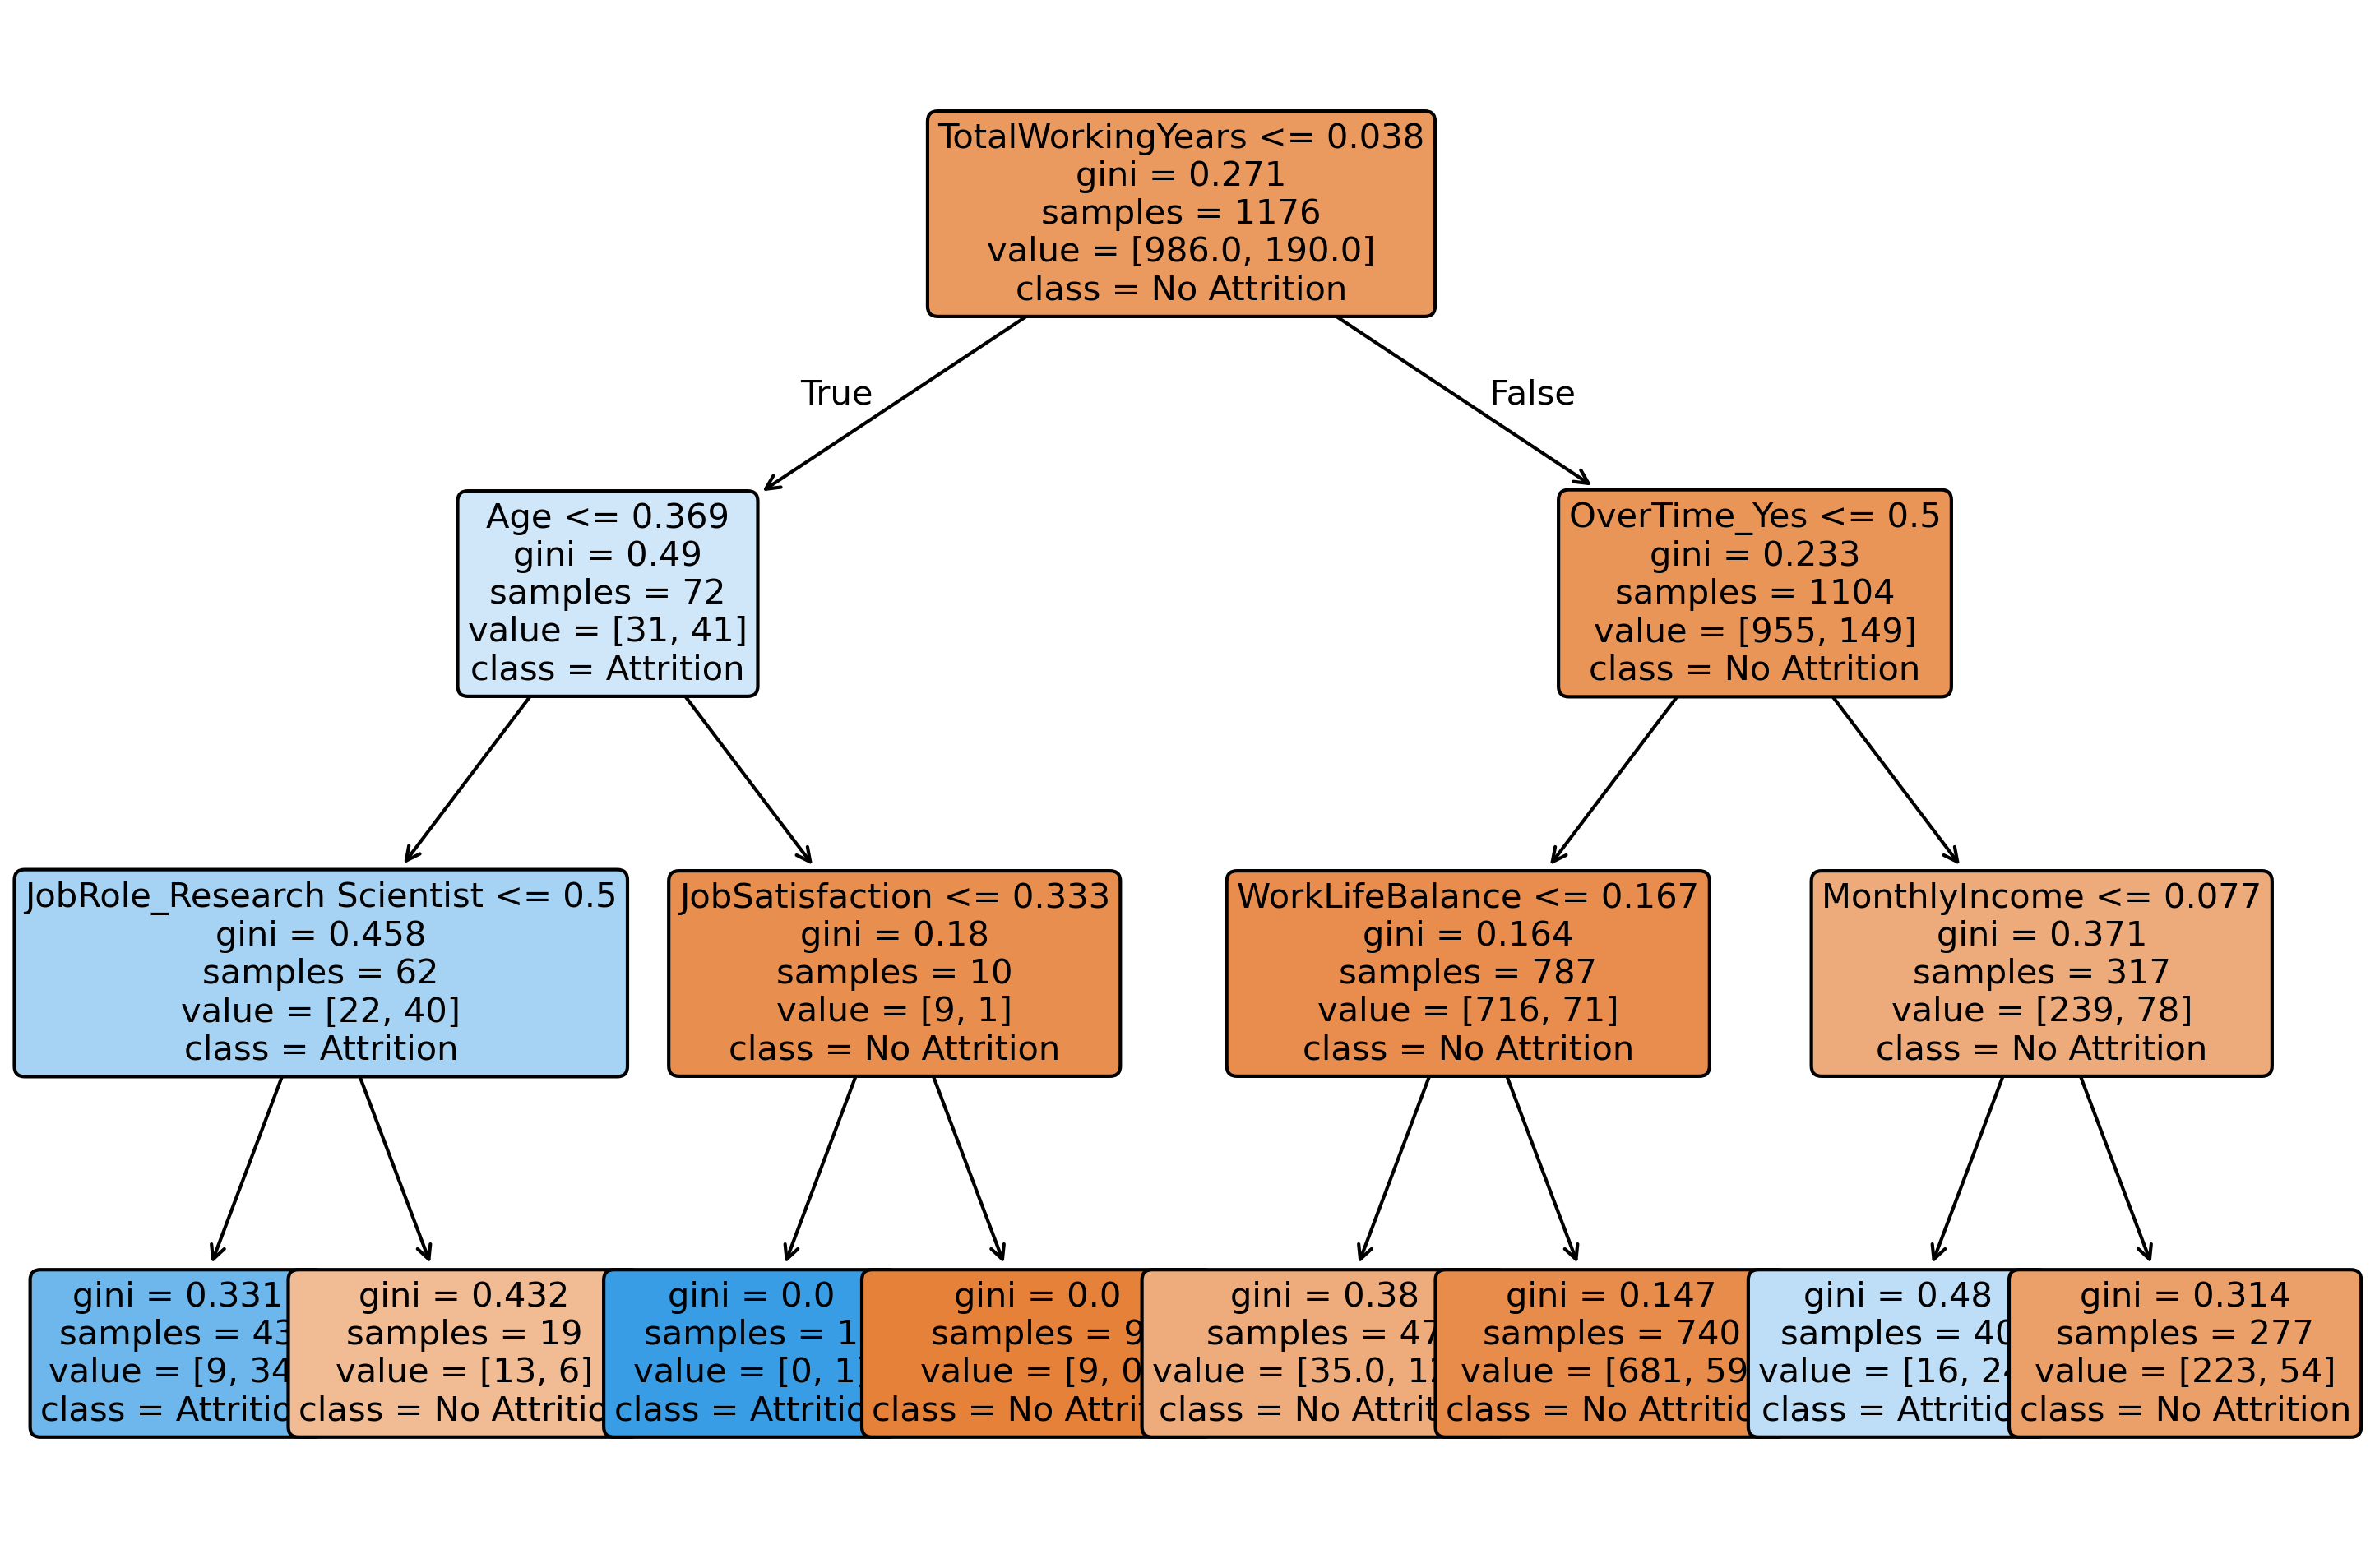 TotalWorkingYears <= 0.038
gini = 0.271
samples = 1176
value = [986.0, 190.0]
class = No Attrition
True
False
Age <= 0.369
gini = 0.49
samples = 72
value = [31, 41]
class = Attrition
OverTime_Yes <= 0.5
gini = 0.233
samples = 1104
value = [955, 149]
class = No Attrition
JobRole_Research Scientist <= 0.5
gini = 0.458
samples = 62
value = [22, 40]
class = Attrition
JobSatisfaction <= 0.333
gini = 0.18
samples = 10
value = [9, 1]
class = No Attrition
WorkLifeBalance <= 0.167
gini = 0.164
samples = 787
value = [716, 71]
class = No Attrition
MonthlyIncome <= 0.077
gini = 0.371
samples = 317
value = [239, 78]
class = No Attrition
gini = 0.331
samples = 43
value = [9, 34
class = Attritio
gini = 0.432
samples = 19
value = [13, 6]
class = No Attritio
gini = 0.0
samples = 1
value = [0, 1]
class = Attritio
gini = 0.0
samples = 9
value = [9, 0
class = No Attrit
gini = 0.38
samples = 47
value = [35.0, 12
class = No Attrit
gini = 0.147
samples = 740
value = [681, 59
class = No Attritio
gini = 0.48
samples = 40
value = [16, 24
class = Attritio
gini = 0.314
samples = 277
value = [223, 54]
class = No Attrition